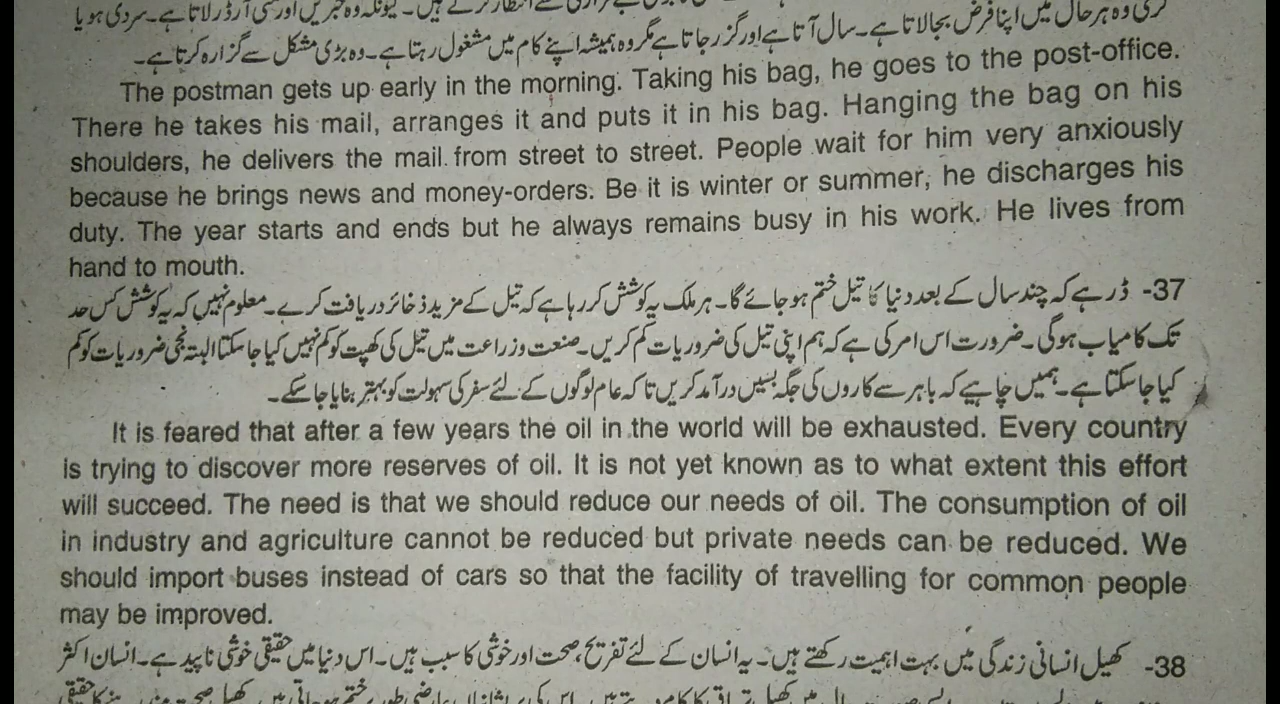 کری وہ ہر حال میں اپنا فرض بجا لاتا ہے۔ سال آتا ہے اور گزر جاتا ہے مگر وہ ہمیشہ اپنے کام میں مشغول رہتا ہے۔ وہ بڑی مشکل سے گزارہ کرتا ہے۔
The postman gets up early in the morning. Taking his bag, he goes to the post-office.
There he takes his mail, arranges it and puts it in his bag. Hanging the bag on his
shoulders, he delivers the mail from street to street. People wait for him very anxiously
because he brings news and money-orders. Be it is winter or summer, he discharges his
duty. The year starts and ends but he always remains busy in his work. He lives from
hand to mouth.
37- ڈر ہے کہ چند سال کے بعد دنیا کا تیل ختم ہو جائے گا۔ ہر ملک یہ کوشش کر رہا ہے کہ تیل کے مزید ذخائر دریافت کرے۔ معلوم نہیں کہ یہ کوشش کس حد
تک کامیاب ہوگی۔ ضرورت اس امر کی ہے کہ ہم اپنی تیل کی ضروریات کم کریں۔ صنعت و زراعت میں تیل کی کھپت کو کم نہیں کیا جا سکتا البتہ نجی ضروریات کو کم
کیا جا سکتا ہے۔ ہمیں چاہیے کہ باہر سے کاروں کی جگہ بسیں درآمد کریں تا کہ عام لوگوں کے لئے سفر کی سہولت کو بہتر بنایا جا سکے۔
It is feared that after a few years the oil in the world will be exhausted. Every country
is trying to discover more reserves of oil. It is not yet known as to what extent this effort
will succeed. The need is that we should reduce our needs of oil. The consumption of oil
in industry and agriculture cannot be reduced but private needs can be reduced. We
should import buses instead of cars so that the facility of travelling for common people
may be improved.
38- کھیل انسانی زندگی میں بہت اہمیت رکھتے ہیں۔ یہ انسان کے لئے تفریح، صحت اور خوشی کا سبب ہیں۔ اس دنیا میں حقیقی خوشی ناپید ہے۔ انسان اکثر